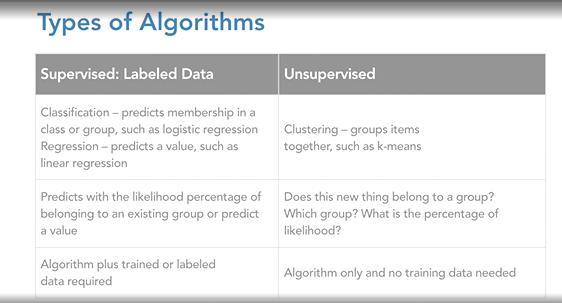 Types of Algorithms
Supervised: Labeled Data
Unsupervised
Classification – predicts membership in a
class or group, such as logistic regression
Regression – predicts a value, such as
linear regression
Clustering – groups items
together, such as k-means
Predicts with the likelihood percentage of
belonging to an existing group or predict
a value
Does this new thing belong to a group?
Which group? What is the percentage of
likelihood?
Algorithm plus trained or labeled
data required
Algorithm only and no training data needed